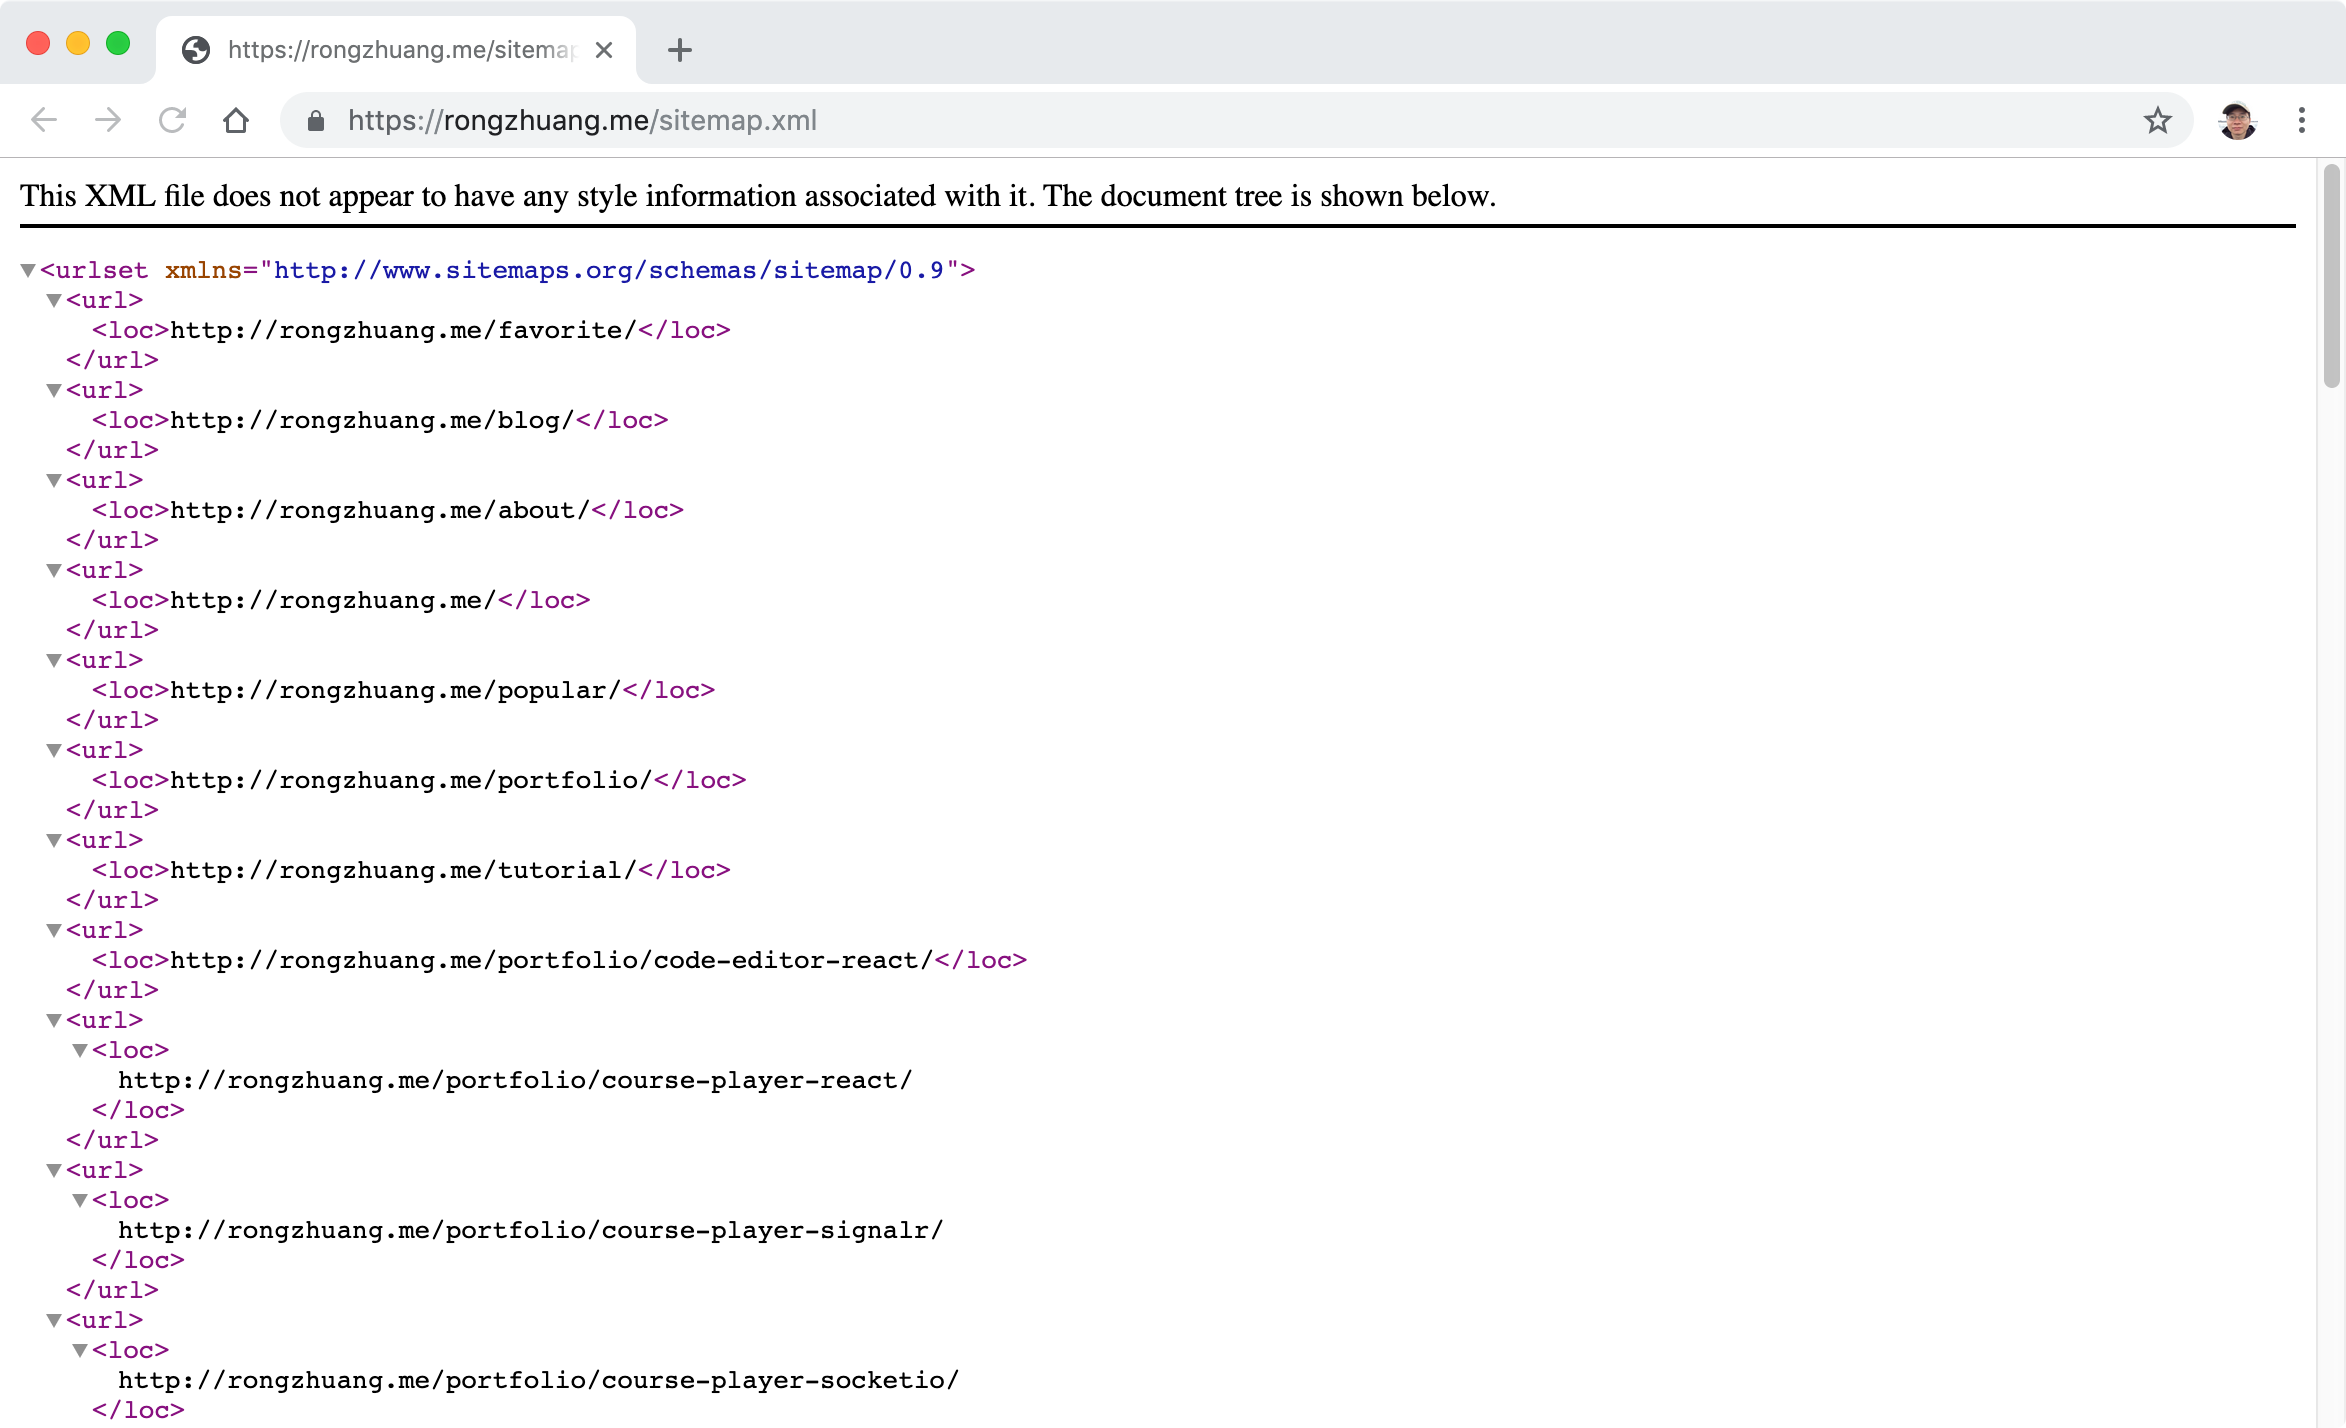 https://rongzhuang.me/sitemap
https://rongzhuang.me/sitemap.xml
This XML file does not appear to have any style information associated with it. The document tree is shown below.
<urlset xmlns="http://www.sitemaps.org/schemas/sitemap/0.9">
<url>
<loc>http://rongzhuang.me/favorite/</loc>
</url>
<url>
<loc>http://rongzhuang.me/blog/</loc>
</url>
<url>
<loc>http://rongzhuang.me/about/</loc>
</url>
<url>
<loc>http://rongzhuang.me/</loc>
</url>
<url>
<loc>http://rongzhuang.me/popular/</loc>
</url>
<url>
<loc>http://rongzhuang.me/portfolio/</loc>
</url>
<url>
<loc>http://rongzhuang.me/tutorial/</loc>
</url>
<url>
<loc>http://rongzhuang.me/portfolio/code-editor-react/</loc>
</url>
<url>
<loc>
http://rongzhuang.me/portfolio/course-player-react/
</loc>
</url>
<url>
<loc>
http://rongzhuang.me/portfolio/course-player-signalr/
</loc>
</url>
<url>
<loc>
http://rongzhuang.me/portfolio/course-player-socketio/
</loc>